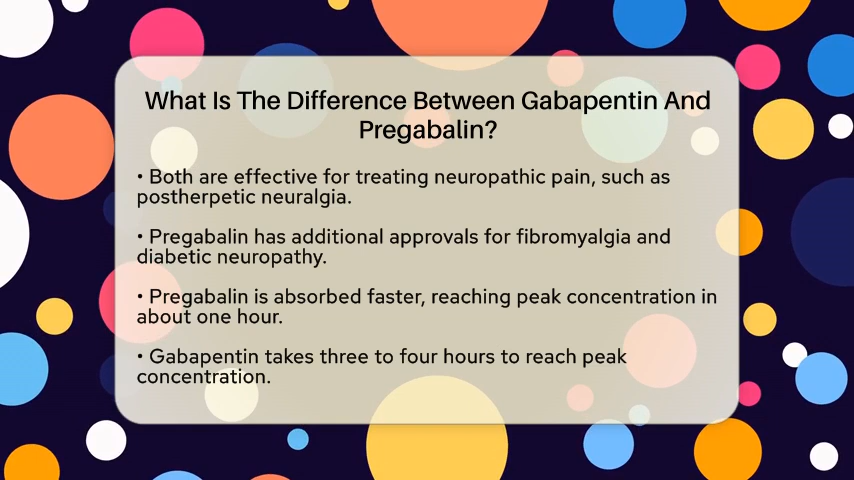 What Is The Difference Between Gabapentin And
Pregabalin?
• Both are effective for treating neuropathic pain, such as
postherpetic neuralgia.
• Pregabalin has additional approvals for fibromyalgia and
diabetic neuropathy.
• Pregabalin is absorbed faster, reaching peak concentration in
about one hour.
• Gabapentin takes three to four hours to reach peak
concentration.